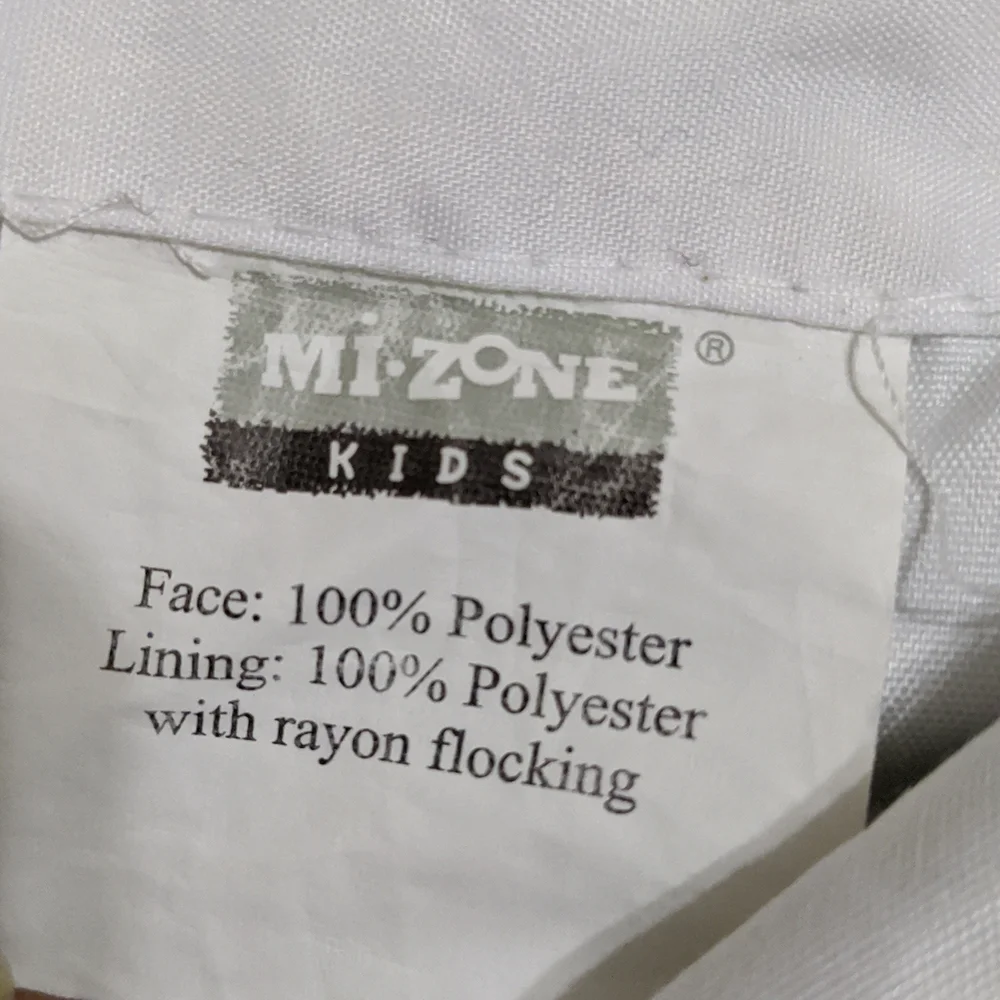 Mi·ZONE ®
KIDS
Face: 100% Polyester
Lining: 100% Polyester
with rayon flocking